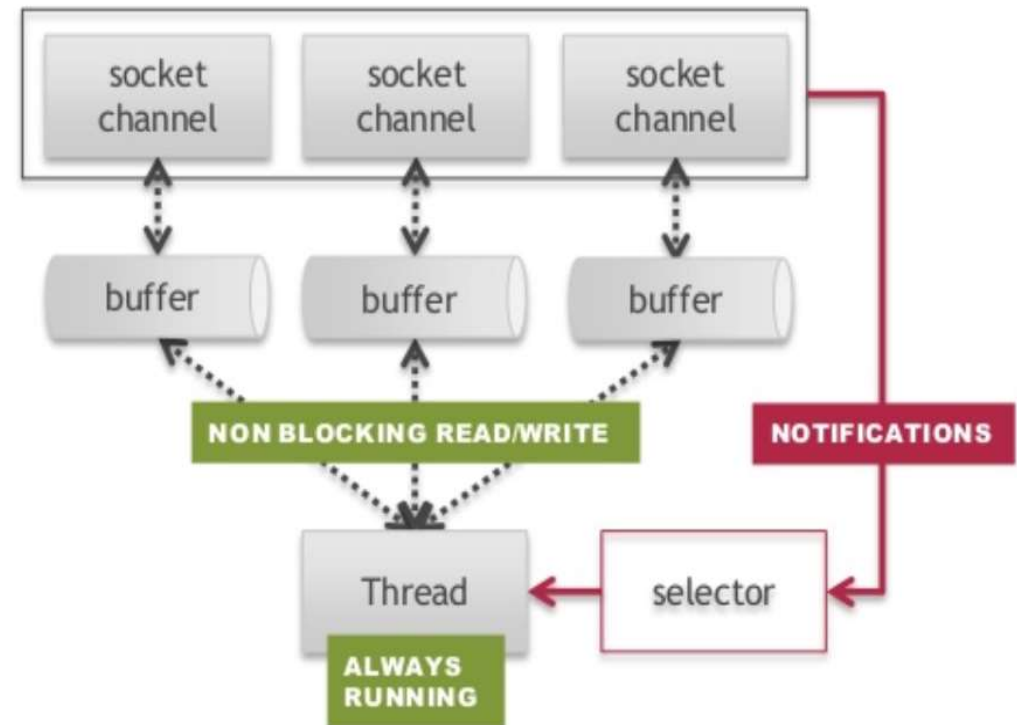 socket
channel
socket
channel
socket
channel
buffer
buffer
buffer
NON BLOCKING READ/WRITE
NOTIFICATIONS
Thread
selector
ALWAYS
RUNNING